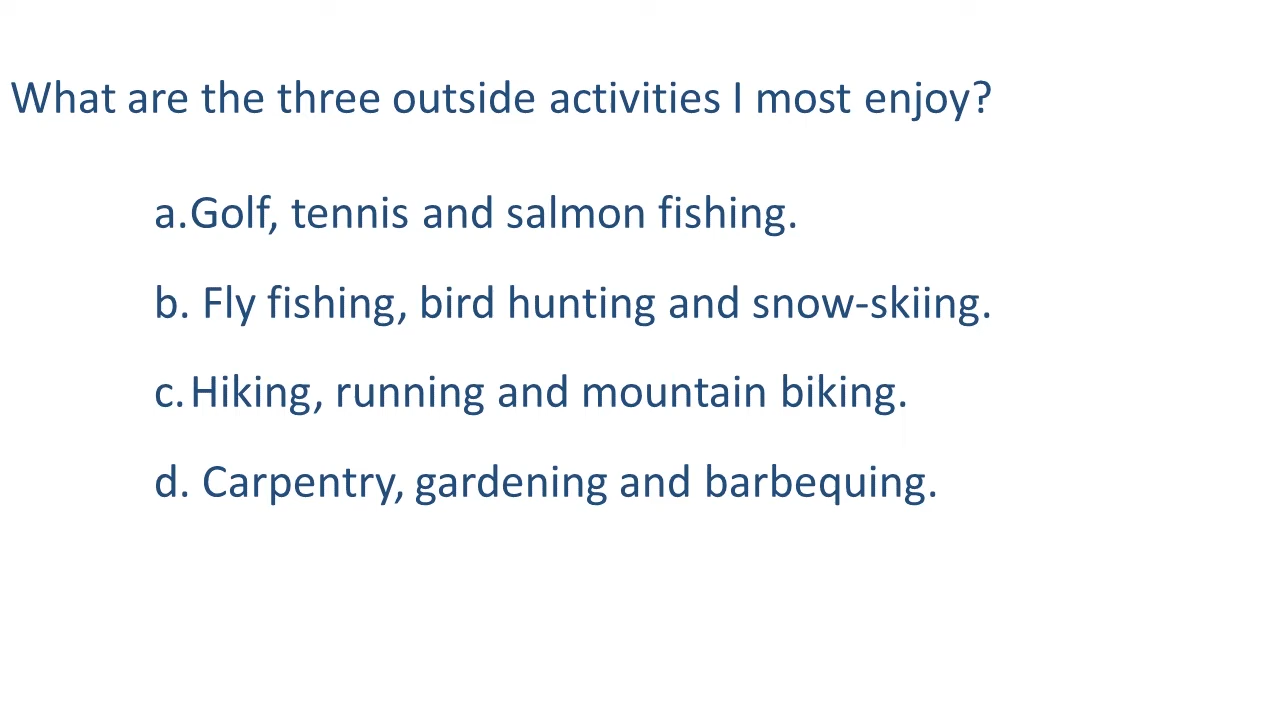 What are the three outside activities I most enjoy?
a.Golf, tennis and salmon fishing.
b. Fly fishing, bird hunting and snow-skiing.
c.Hiking, running and mountain biking.
d. Carpentry, gardening and barbequing.